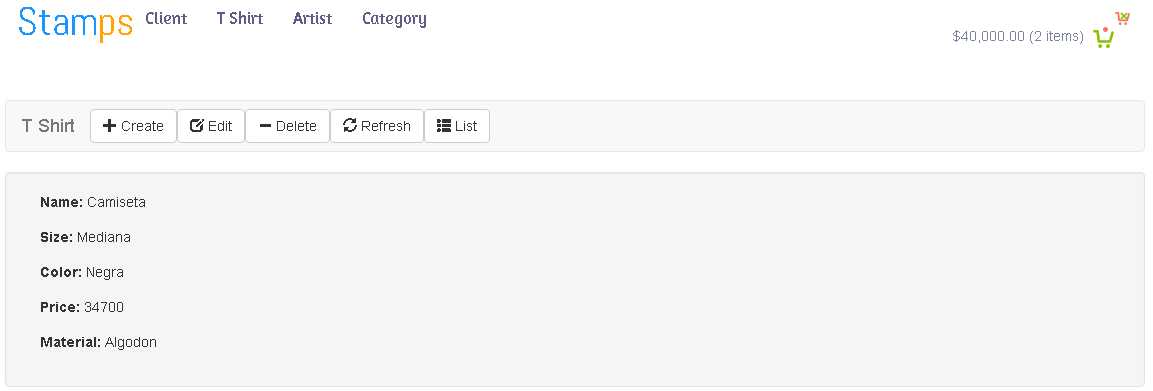 Stamps Client T Shirt Artist Category
$40,000.00 (2 items)
T Shirt Create Edit Delete Refresh List
Name: Camiseta
Size: Mediana
Color: Negra
Price: 34700
Material: Algodon